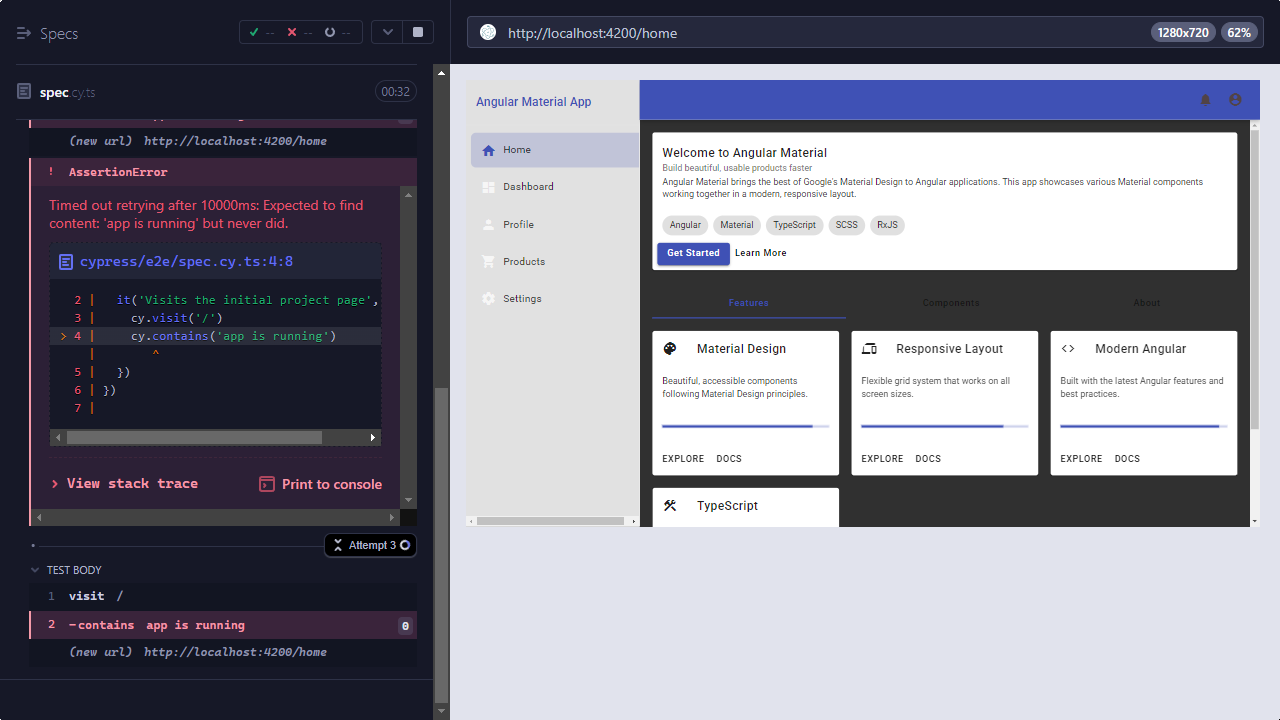 Specs
-- -- --
http://localhost:4200/home
1280x720
62%
spec.cy.ts
00:32
(new url) http://localhost:4200/home
! AssertionError
Timed out retrying after 10000ms: Expected to find
content: 'app is running' but never did.
cypress/e2e/spec.cy.ts:4:8
2 | it('Visits the initial project page',
3 | cy.visit('/')
> 4 | cy.contains('app is running')
| ^
5 | })
6 | })
7 |
View stack trace
Print to console
Attempt 3
TEST BODY
1 visit /
2 -contains app is running 0
(new url) http://localhost:4200/home
Angular Material App
Home
Dashboard
Profile
Products
Settings
Welcome to Angular Material
Build beautiful, usable products faster
Angular Material brings the best of Google's Material Design to Angular applications. This app showcases various Material components
working together in a modern, responsive layout.
Angular Material TypeScript SCSS RxJS
Get Started Learn More
Features Components About
Material Design
Beautiful, accessible components
following Material Design principles.
EXPLORE DOCS
Responsive Layout
Flexible grid system that works on all
screen sizes.
EXPLORE DOCS
Modern Angular
Built with the latest Angular features and
best practices.
EXPLORE DOCS
TypeScript